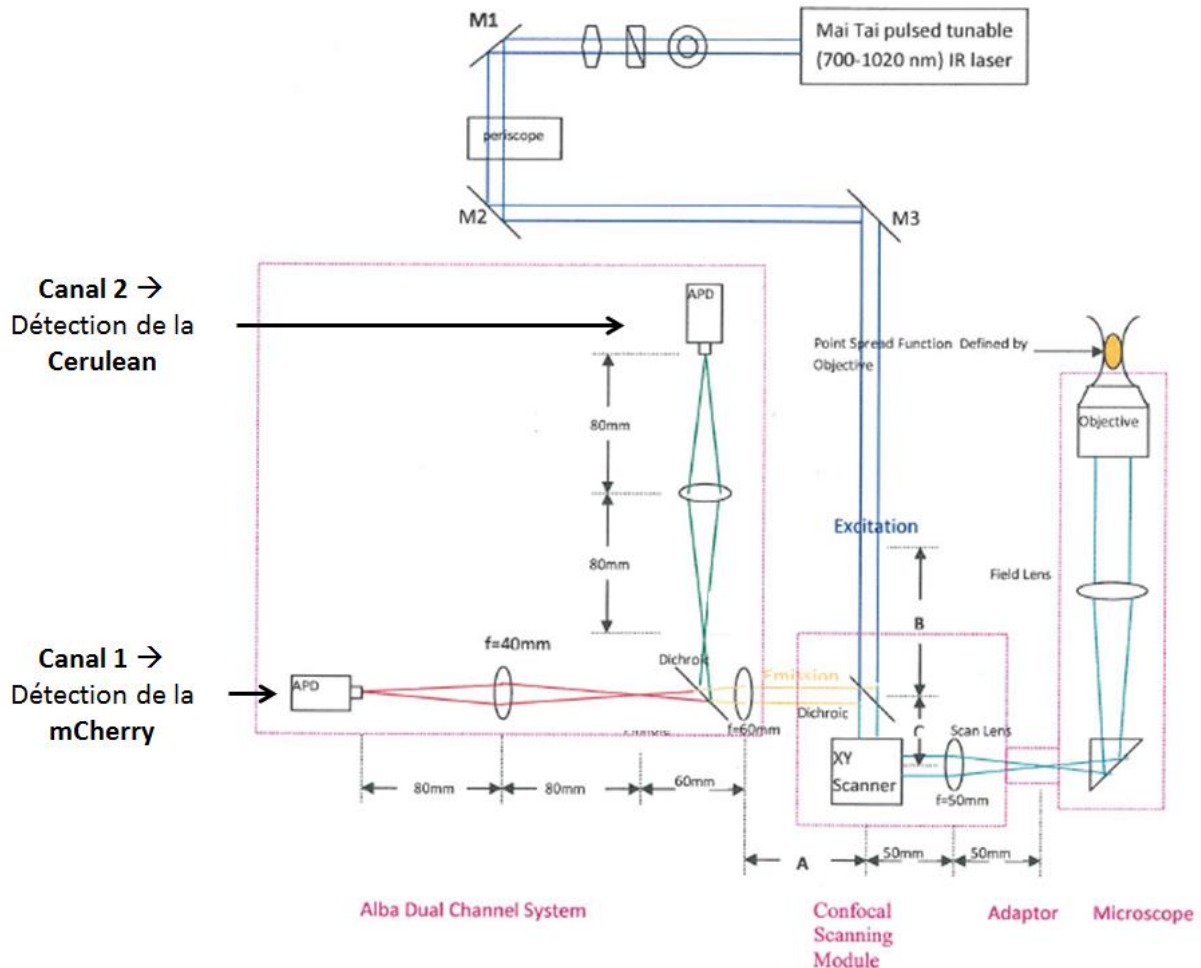 M1
Mai Tai pulsed tunable
(700-1020 nm) IR laser
periscope
M2
M3
Canal 2 →
Détection de la
Cerulean
APD
Point Spread Function Defined by
Objective
80mm
Objective
80mm
Excitation
Field Lens
B
Canal 1 →
Détection de la
mCherry
f=40mm
Dichroic
Emission
APD
Dichroic
f=60mm
C
Scan Lens
XY
Scanner
f=50mm
80mm
80mm
60mm
A
50mm
50mm
Alba Dual Channel System
Confocal
Scanning
Module
Adaptor
Microscope